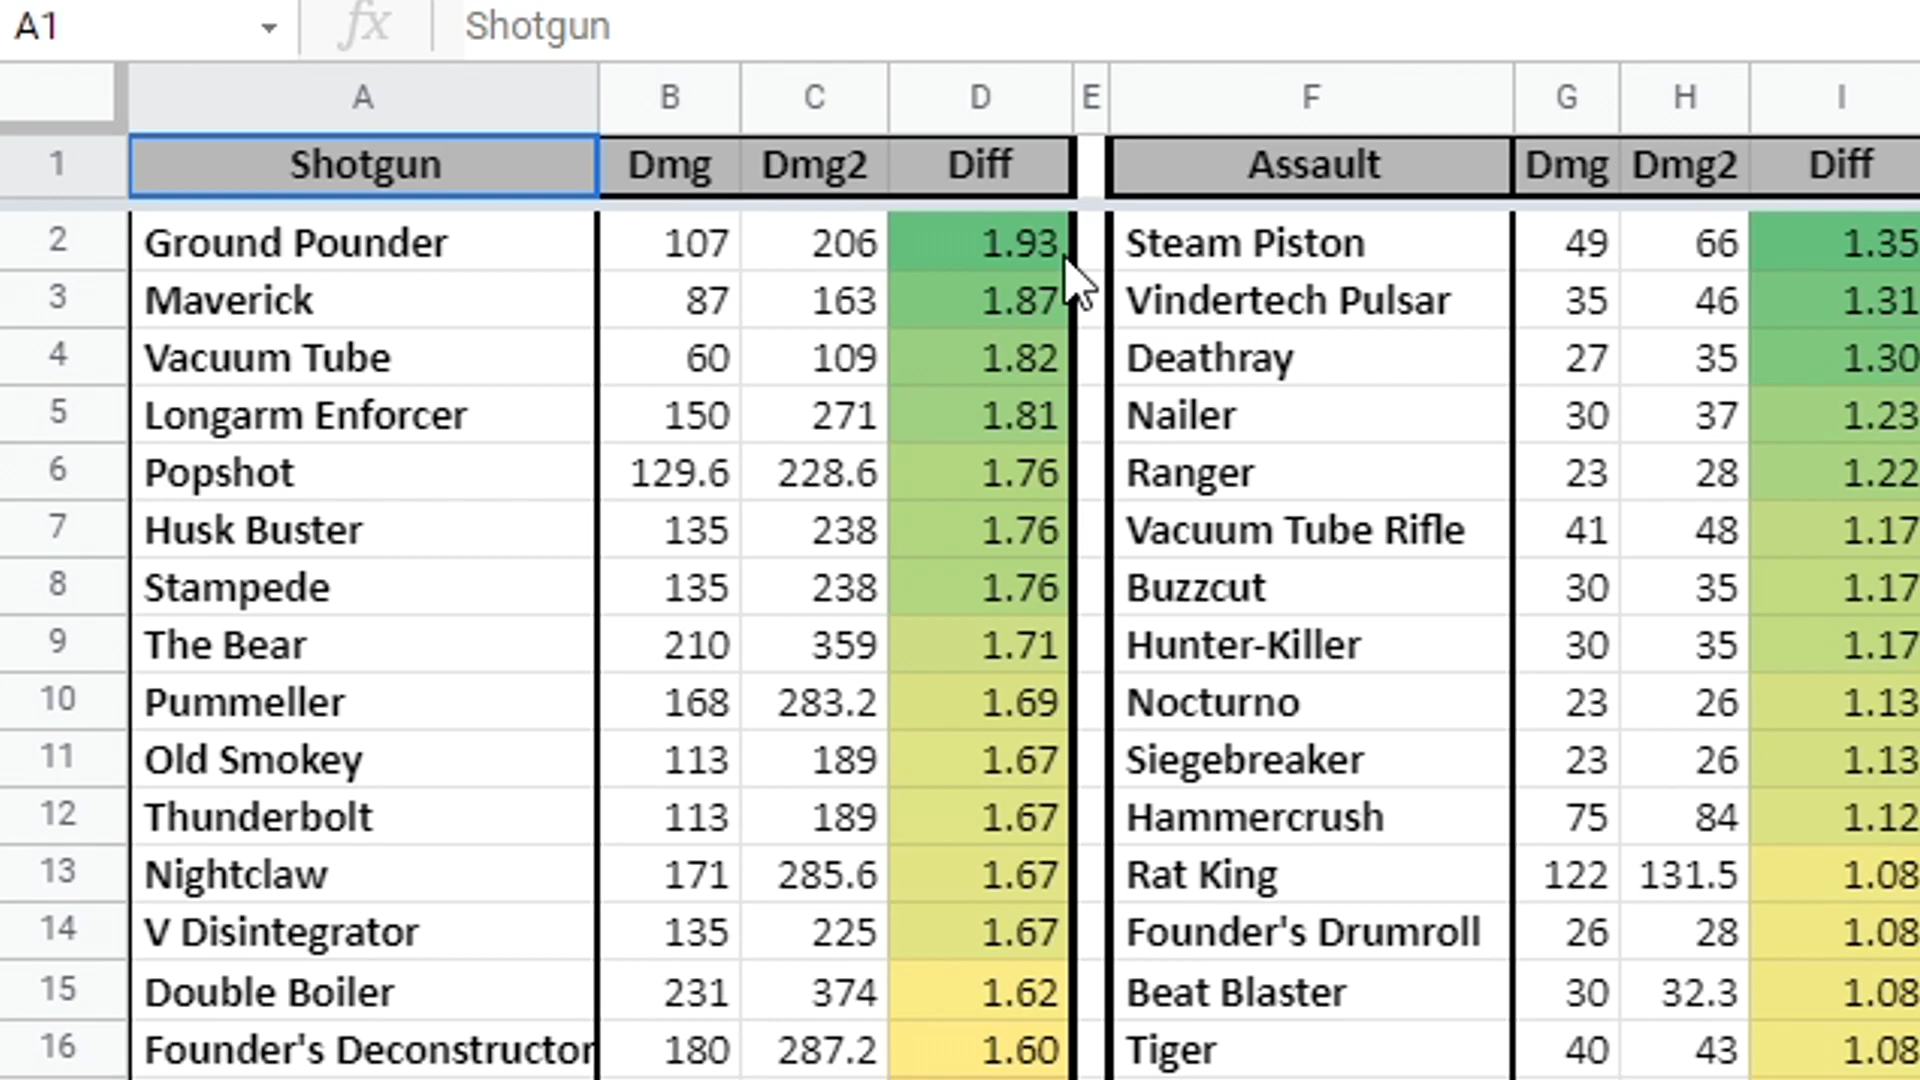 A1 fx Shotgun
A B C D E F G H I
1 Shotgun Dmg Dmg2 Diff Assault Dmg Dmg2 Diff
2 Ground Pounder 107 206 1.93 Steam Piston 49 66 1.35
3 Maverick 87 163 1.87 Vindertech Pulsar 35 46 1.31
4 Vacuum Tube 60 109 1.82 Deathray 27 35 1.30
5 Longarm Enforcer 150 271 1.81 Nailer 30 37 1.23
6 Popshot 129.6 228.6 1.76 Ranger 23 28 1.22
7 Husk Buster 135 238 1.76 Vacuum Tube Rifle 41 48 1.17
8 Stampede 135 238 1.76 Buzzcut 30 35 1.17
9 The Bear 210 359 1.71 Hunter-Killer 30 35 1.17
10 Pummeller 168 283.2 1.69 Nocturno 23 26 1.13
11 Old Smokey 113 189 1.67 Siegebreaker 23 26 1.13
12 Thunderbolt 113 189 1.67 Hammercrush 75 84 1.12
13 Nightclaw 171 285.6 1.67 Rat King 122 131.5 1.08
14 V Disintegrator 135 225 1.67 Founder's Drumroll 26 28 1.08
15 Double Boiler 231 374 1.62 Beat Blaster 30 32.3 1.08
16 Founder's Deconstructor 180 287.2 1.60 Tiger 40 43 1.08